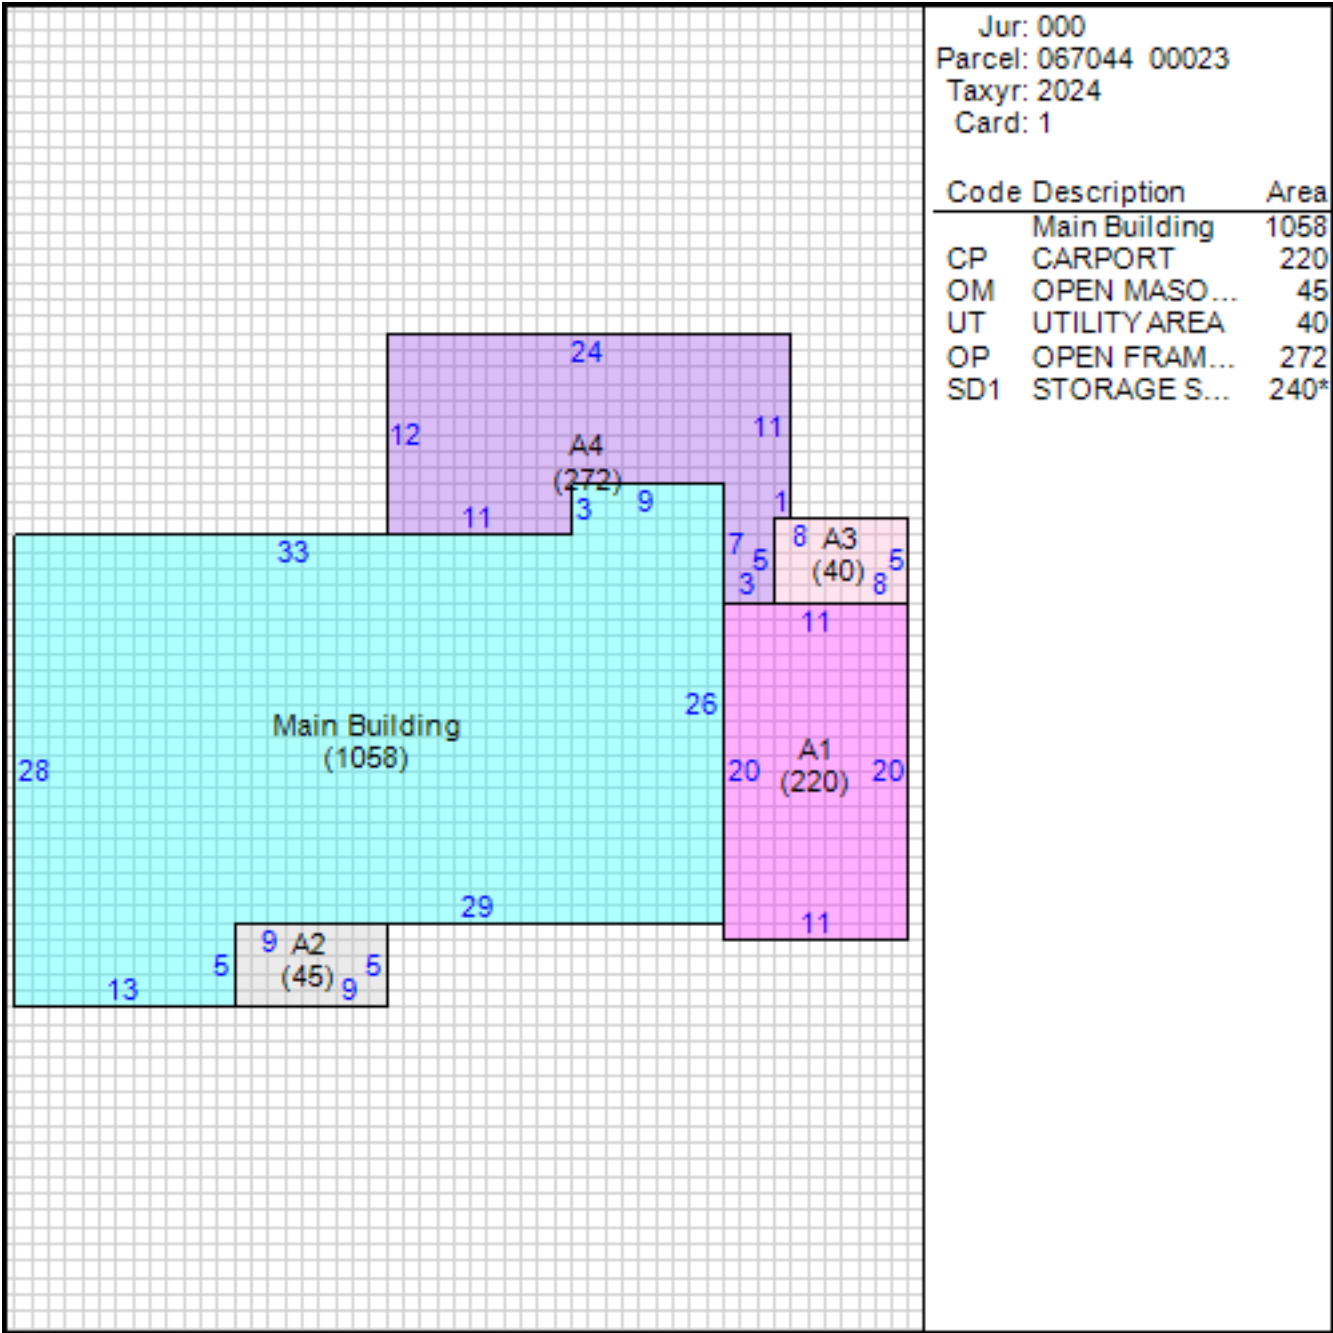 Jur: 000
Parcel: 067044 00023
Taxyr: 2024
Card: 1
Code Description Area
Main Building 1058
CP CARPORT 220
OM OPEN MASO... 45
UT UTILITY AREA 40
OP OPEN FRAM... 272
SD1 STORAGE S... 240*
24
12
11
A4
(272)
11
3
9
1
33
7
5
3
8
A3
(40)
5
8
11
26
Main Building
(1058)
28
20
A1
(220)
20
29
11
9
A2
(45)
5
5
9
13